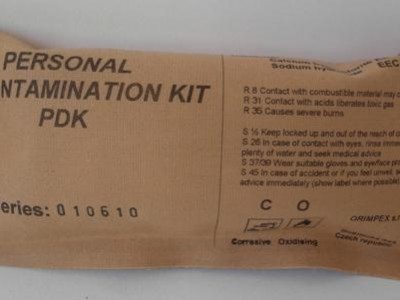 PERSONAL
NTAMINATION KIT
PDK
eries: 010610
Sodium
EEC
R 8 Contact with combustible material may
R 31 Contact with acids liberates toxic gas
R 35 Causes severe burns
S ½ Keep locked up and out of the reach of
S 26 In case of contact with eyes, rinse imme
plenty of water and seek medical advice
S 37/39 Wear suitable gloves and eye/face pro
S 45 In case of accident or if you feel unwell,
advice immediately (show label where possible)
C O
Corrosive Oxidising
ORIMPEX
Czech republic